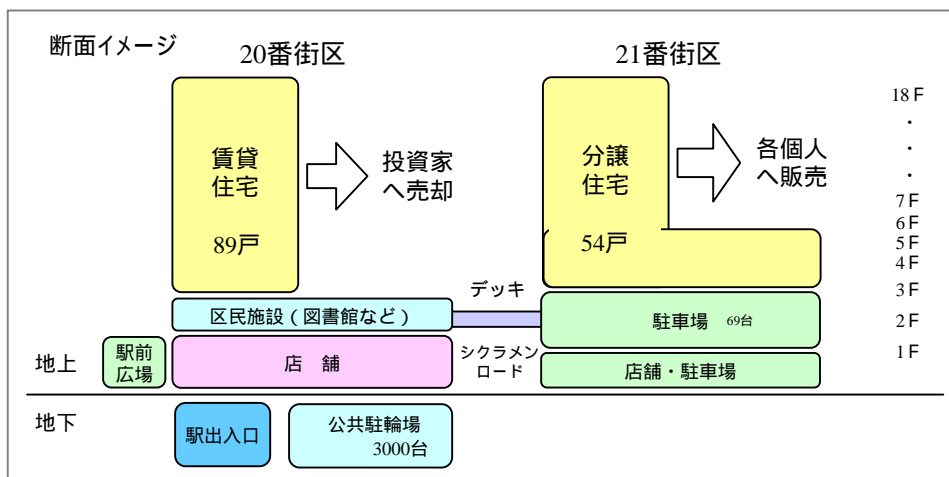 断面イメージ
20番街区
21番街区
賃貸
住宅
89戸
投資家
へ売却
分譲
住宅
54戸
各個人
へ販売
18F
・
・
・
7F
6F
5F
4F
3F
2F
1F
区民施設(図書館など)
デッキ
駐車場 69台
地上
駅前
広場
店 舗
シクラメン
ロード
店舗・駐車場
地下
駅出入口
公共駐輪場
3000台